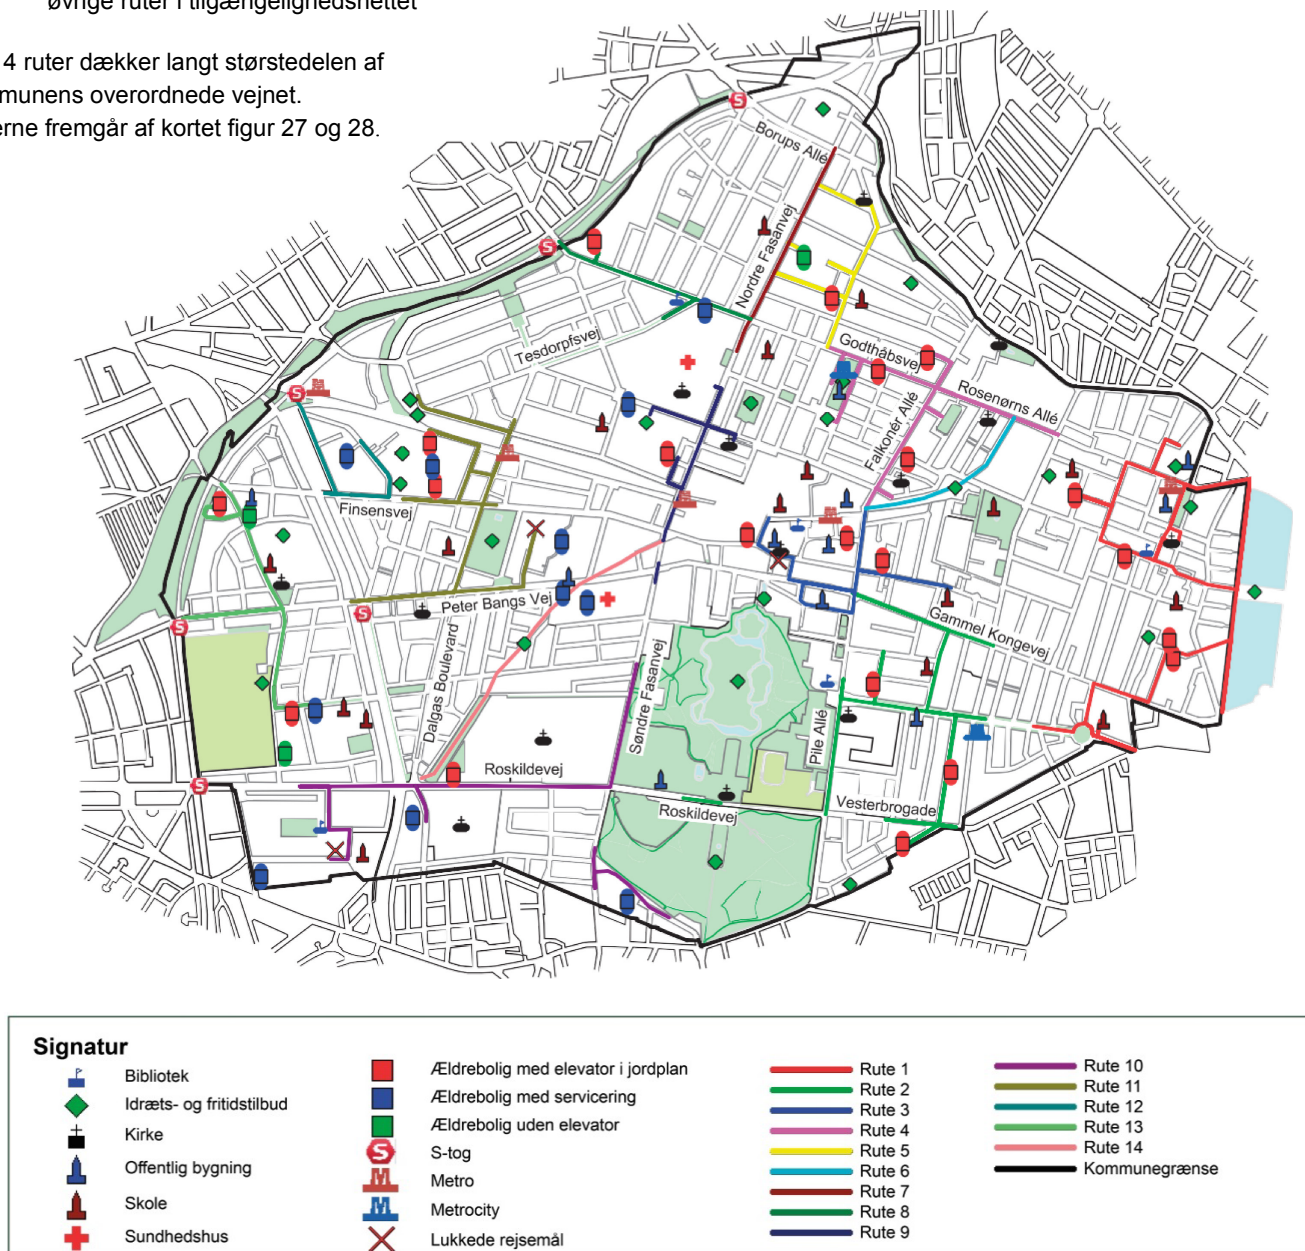 øvrige ruter i tilgængelighedsnettet
4 ruter dækker langt størstedelen af
munens overordnede vejnet.
erne fremgår af kortet figur 27 og 28.
Borups Allé
Nordre Fasanvej
Tesdorpfsvej
Godthåbsvej
Rosenørns Allé
Falkonér Allé
Finsensvej
Peter Bangs Vej
Gammel Kongevej
Dalgas Boulevard
Søndre Fasanvej
Pile Allé
Roskildevej
Roskildevej
Vesterbrogade
Signatur
Bibliotek
Idræts- og fritidstilbud
Kirke
Offentlig bygning
Skole
Sundhedshus
Ældrebolig med elevator i jordplan
Ældrebolig med servicering
Ældrebolig uden elevator
S-tog
Metro
Metrocity
Lukkede rejsemål
Rute 1
Rute 2
Rute 3
Rute 4
Rute 5
Rute 6
Rute 7
Rute 8
Rute 9
Rute 10
Rute 11
Rute 12
Rute 13
Rute 14
Kommunegrænse